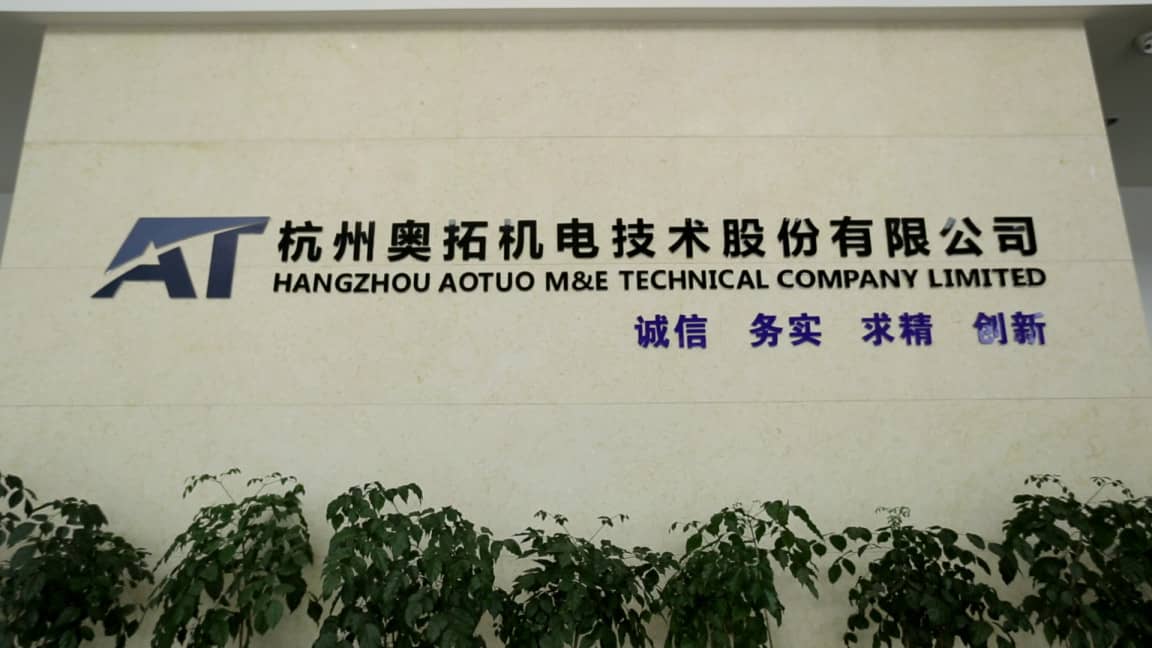 AT
杭州奥拓机电技术股份有限公司
HANGZHOU AOTUO M&E TECHNICAL COMPANY LIMITED
诚信 务实 求精 创新